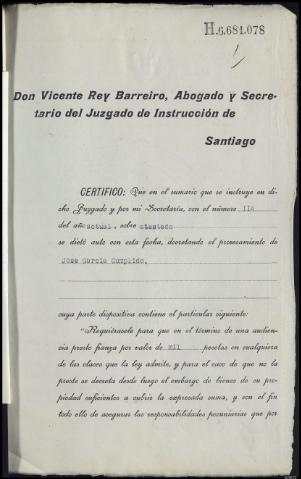 H.6.681.078
Don Vicente Rey Barreiro, Abogado y Secre-
tario del Juzgado de Instrucción de
Santiago
CERTIFICO: Que en el sumario que se instruye en di-
cho Juzgado y por mi Secretaría, con el número 114
del año actual, sobre atestado
se dictó auto con esta fecha, decretando el procesamiento de
Jose García Cumplido.
cuya parte dispositiva contiene el particular siguiente:
"Requiérasele para que en el término de una audien-
cia preste fianza por valor de mil pesetas en cualquiera
de las clases que la ley admite, y para el caso de que no la
preste se decreta desde luego el embargo de bienes de su pro-
piedad suficientes a cubrir la expresada suma, y con el fin
todo ello de asegurar las responsabilidades pecuniarias que por